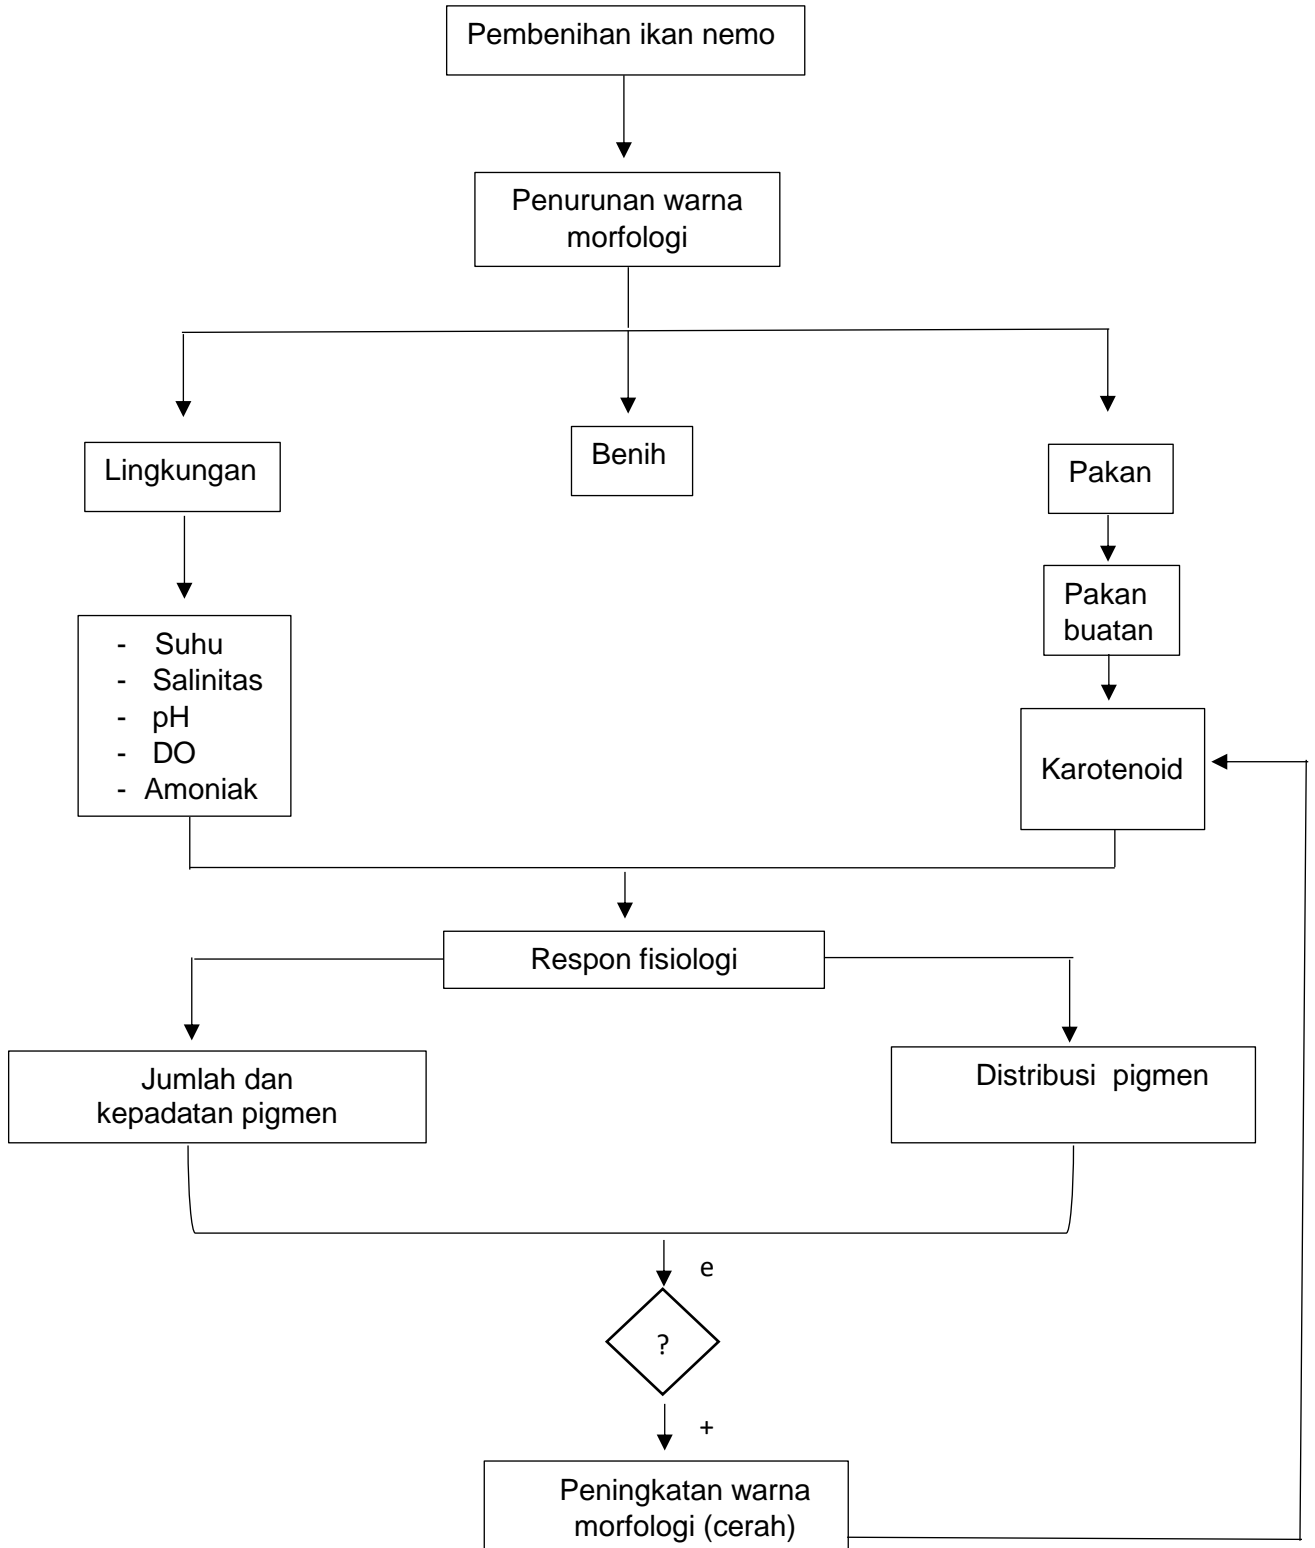 Pembenihan ikan nemo
Penurunan warna
morfologi
Lingkungan
Benih
Pakan
Pakan
buatan
- Suhu
- Salinitas
- pH
- DO
- Amoniak
Karotenoid
Respon fisiologi
Jumlah dan
kepadatan pigmen
Distribusi pigmen
e
?
+
Peningkatan warna
morfologi (cerah)